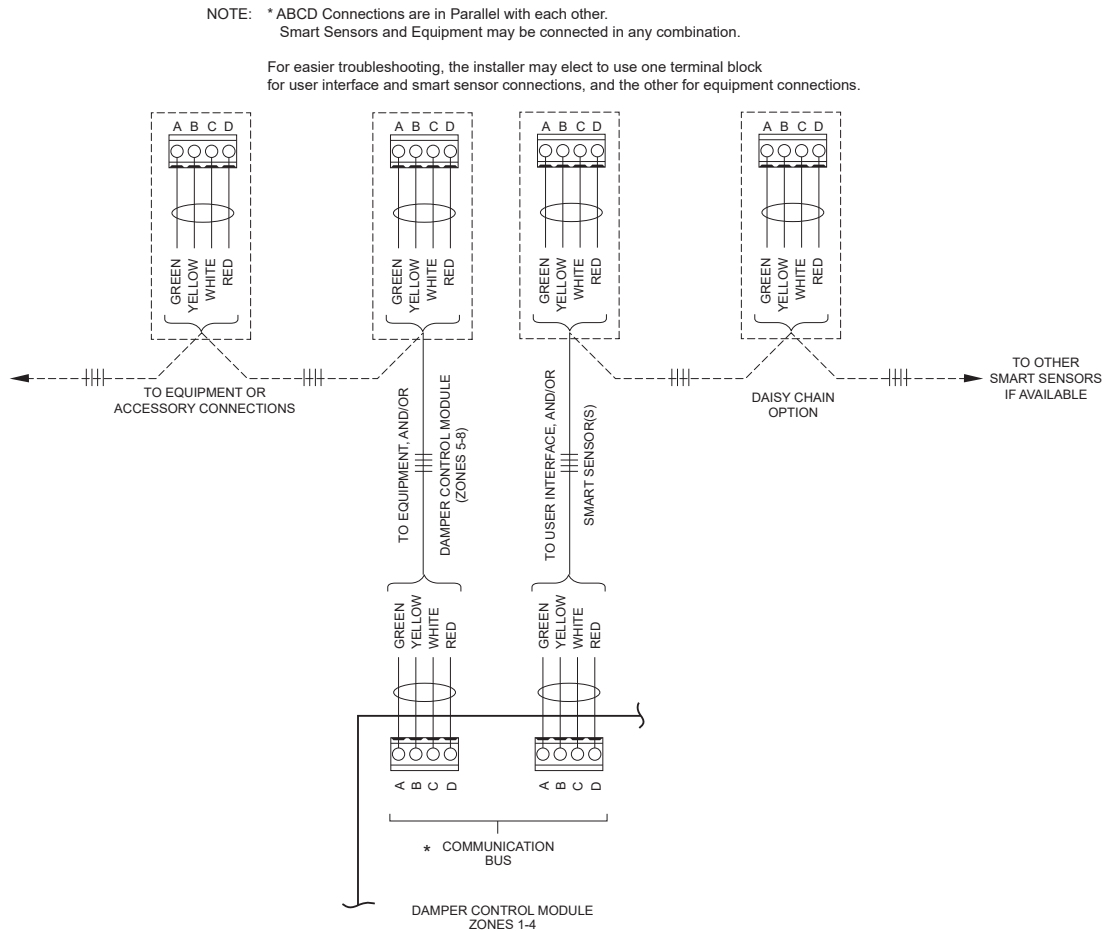 NOTE: * ABCD Connections are in Parallel with each other.
Smart Sensors and Equipment may be connected in any combination.
For easier troubleshooting, the installer may elect to use one terminal block
for user interface and smart sensor connections, and the other for equipment connections.
A B C D
A B C D
A B C D
A B C D
GREEN
YELLOW
WHITE
RED
GREEN
YELLOW
WHITE
RED
GREEN
YELLOW
WHITE
RED
GREEN
YELLOW
WHITE
RED
TO EQUIPMENT OR
ACCESSORY CONNECTIONS
DAISY CHAIN
OPTION
TO OTHER
SMART SENSORS
IF AVAILABLE
TO EQUIPMENT, AND/OR
DAMPER CONTROL MODULE
(ZONES 5-8)
TO USER INTERFACE, AND/OR
SMART SENSOR(S)
GREEN
YELLOW
WHITE
RED
GREEN
YELLOW
WHITE
RED
A B C D
A B C D
* COMMUNICATION
BUS
DAMPER CONTROL MODULE
ZONES 1-4